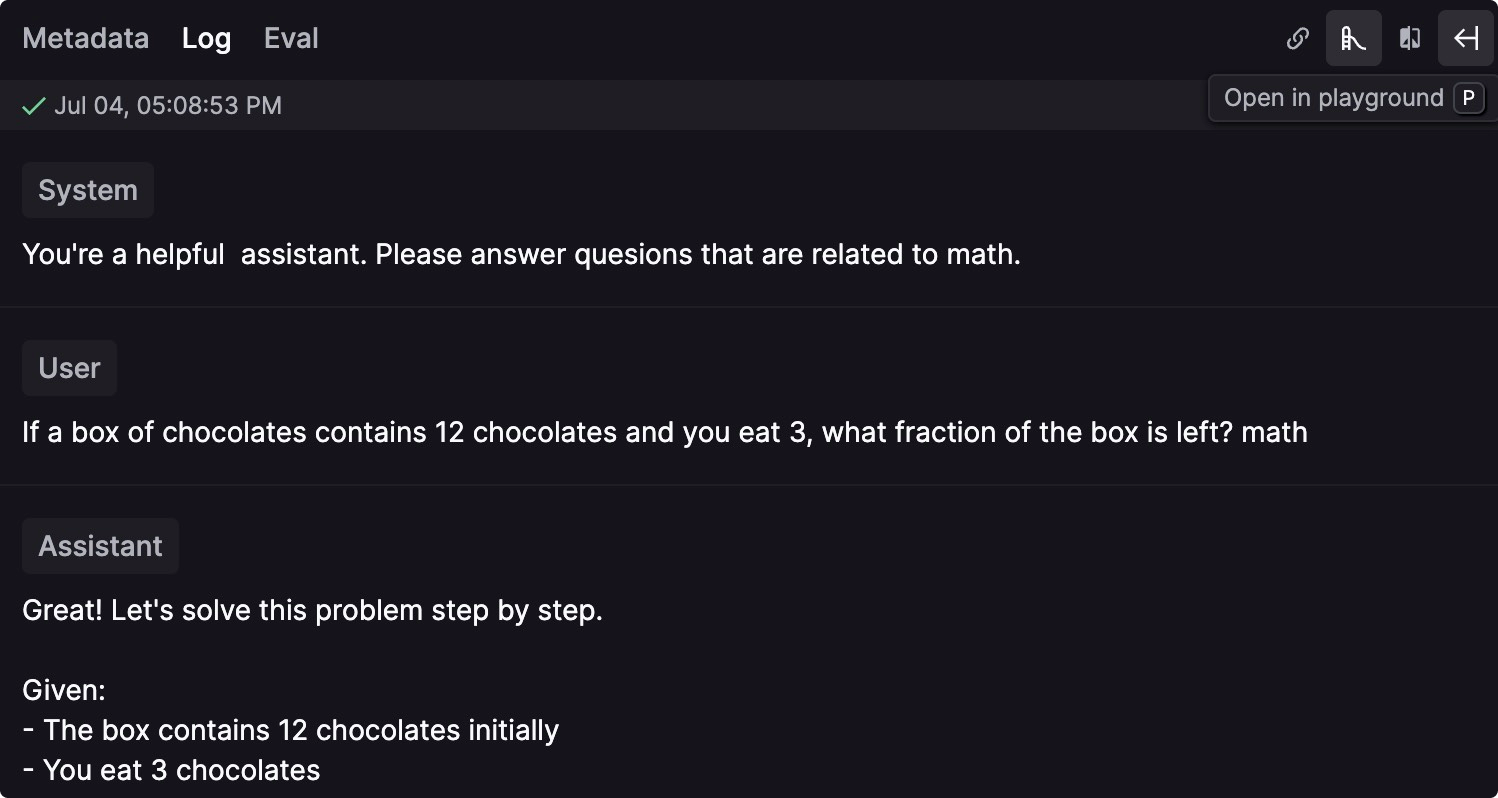 Metadata Log Eval
Jul 04, 05:08:53 PM
Open in playground P
System
You're a helpful  assistant. Please answer quesions that are related to math.
User
If a box of chocolates contains 12 chocolates and you eat 3, what fraction of the box is left? math
Assistant
Great! Let's solve this problem step by step.
Given:
- The box contains 12 chocolates initially
- You eat 3 chocolates